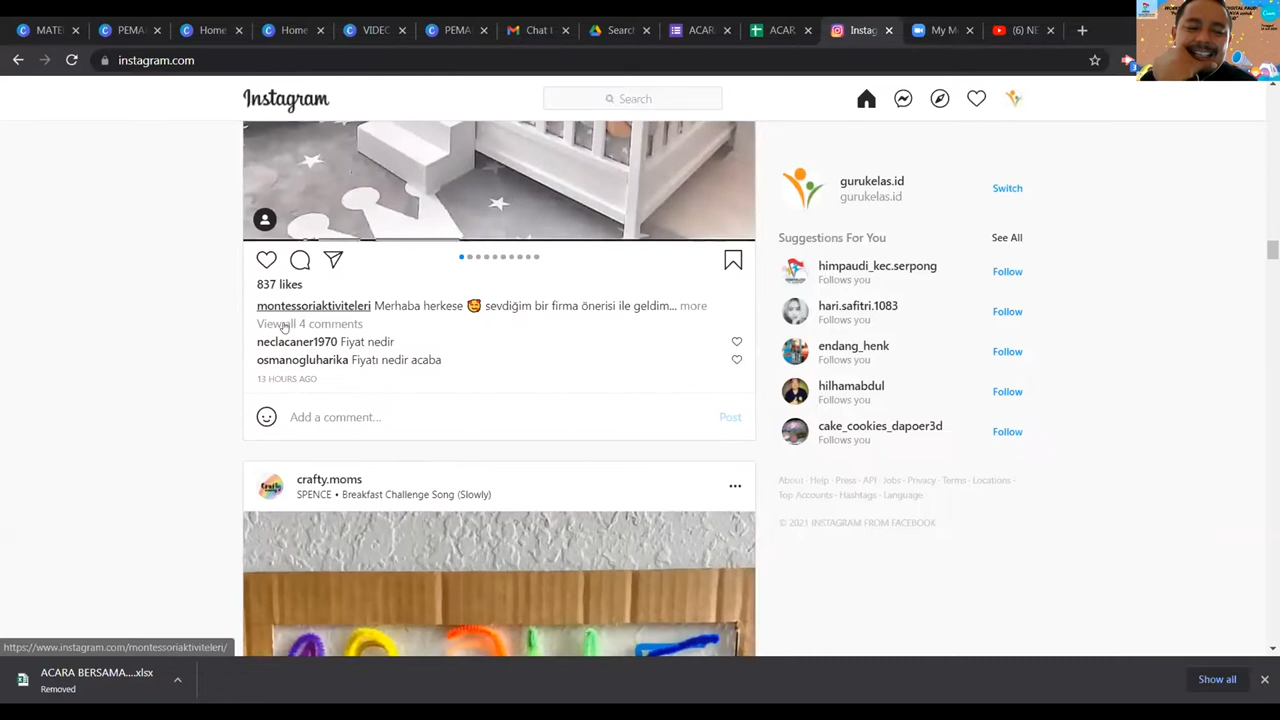 MATE
PEMA
Home
Home
VIDEC
PEMA
Chat
Searc
ACAR
ACAR
Instag
My M
(6) NE
instagram.com
Instagram
Search
gurukelas.id
gurukelas.id
Switch
Suggestions For You
See All
himpaudi_kec.serpong
Follows you
Follow
hari.safitri.1083
Follows you
Follow
endang_henk
Follows you
Follow
hilhamabdul
Follows you
Follow
cake_cookies_dapoer3d
Follows you
Follow
About · Help · Press · API · Jobs · Privacy · Terms · Locations ·
Top Accounts · Hashtags · Language
© 2021 INSTAGRAM FROM FACEBOOK
837 likes
montessoriaktiviteleri Merhaba herkese 🥰 sevdiğim bir firma önerisi ile geldim... more
View all 4 comments
neclacaner1970 Fiyat nedir
osmanogluharika Fiyatı nedir acaba
13 HOURS AGO
Add a comment...
Post
crafty.moms
SPENCE • Breakfast Challenge Song (Slowly)
https://www.instagram.com/montessoriaktiviteleri/
ACARA BERSAMA....xlsx
Removed
Show all